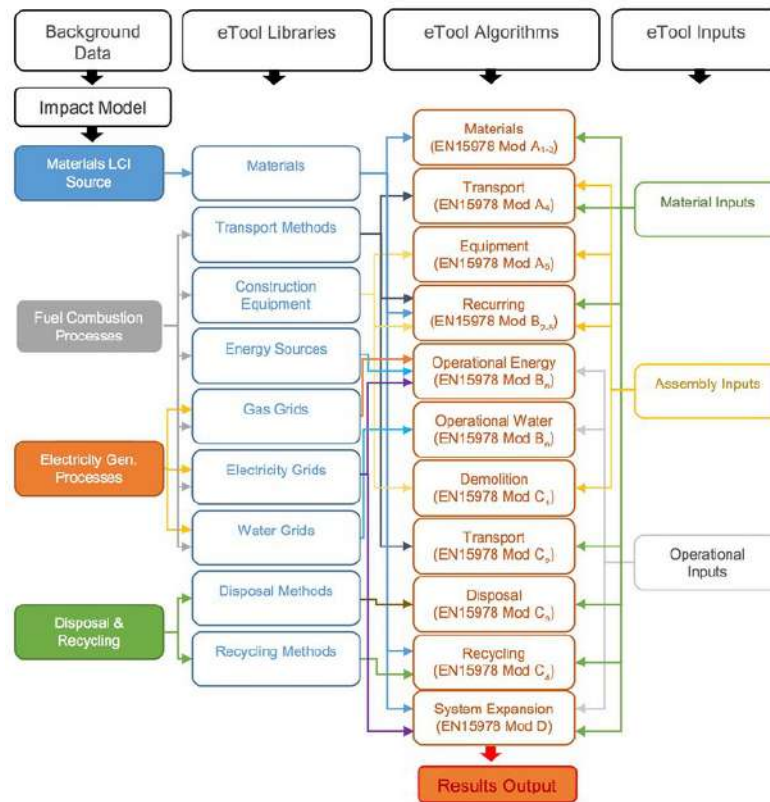 Background
Data
eTool Libraries
eTool Algorithms
eTool Inputs
Impact Model
Materials LCI
Source
Fuel Combustion
Processes
Electricity Gen.
Processes
Disposal &
Recycling
Materials
Transport Methods
Construction
Equipment
Energy Sources
Gas Grids
Electricity Grids
Water Grids
Disposal Methods
Recycling Methods
Materials
(EN15978 Mod A₁₋₃)
Transport
(EN15978 Mod A₄)
Equipment
(EN15978 Mod A₅)
Recurring
(EN15978 Mod B₂₋₅)
Operational Energy
(EN15978 Mod B₆)
Operational Water
(EN15978 Mod B₆)
Demolition
(EN15978 Mod C₁)
Transport
(EN15978 Mod C₂)
Disposal
(EN15978 Mod C₃)
Recycling
(EN15978 Mod C₄)
System Expansion
(EN15978 Mod D)
Results Output
Material Inputs
Assembly Inputs
Operational
Inputs